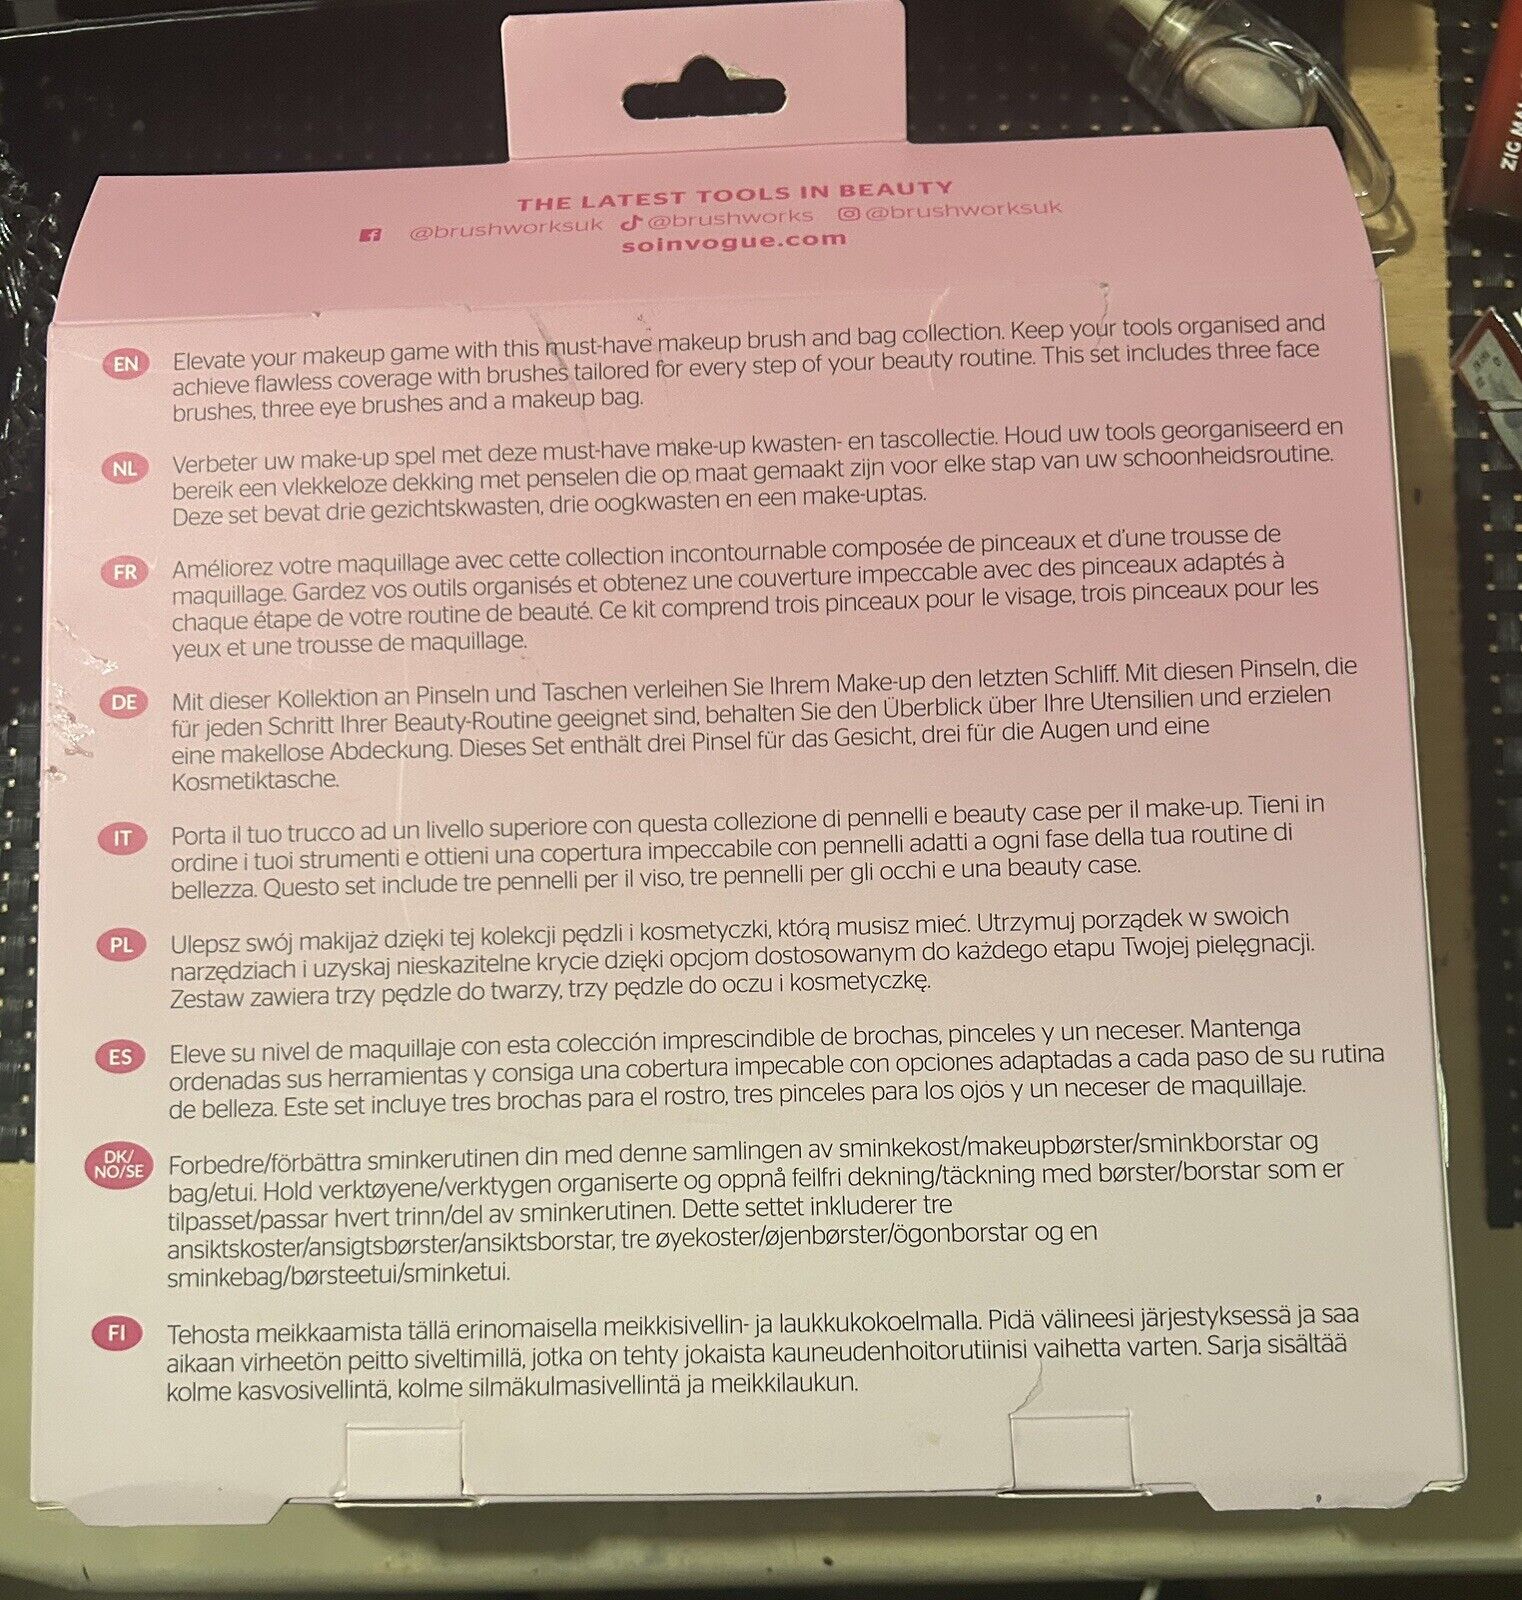 THE LATEST TOOLS IN BEAUTY
@brushworksuk @brushworks @brushworksuk
soinvogue.com
EN Elevate your makeup game with this must-have makeup brush and bag collection. Keep your tools organised and
achieve flawless coverage with brushes tailored for every step of your beauty routine. This set includes three face
brushes, three eye brushes and a makeup bag.
NL Verbeter uw make-up spel met deze must-have make-up kwasten- en tascollectie. Houd uw tools georganiseerd en
bereik een vlekkeloze dekking met penselen die op maat gemaakt zijn voor elke stap van uw schoonheidsroutine.
Deze set bevat drie gezichtskwasten, drie oogkwasten en een make-uptas.
FR Améliorez votre maquillage avec cette collection incontournable composée de pinceaux et d'une trousse de
maquillage. Gardez vos outils organisés et obtenez une couverture impeccable avec des pinceaux adaptés à
chaque étape de votre routine de beauté. Ce kit comprend trois pinceaux pour le visage, trois pinceaux pour les
yeux et une trousse de maquillage.
DE Mit dieser Kollektion an Pinseln und Taschen verleihen Sie Ihrem Make-up den letzten Schliff. Mit diesen Pinseln, die
für jeden Schritt Ihrer Beauty-Routine geeignet sind, behalten Sie den Überblick über Ihre Utensilien und erzielen
eine makellose Abdeckung. Dieses Set enthält drei Pinsel für das Gesicht, drei für die Augen und eine
Kosmetiktasche.
IT Porta il tuo trucco ad un livello superiore con questa collezione di pennelli e beauty case per il make-up. Tieni in
ordine i tuoi strumenti e ottieni una copertura impeccabile con pennelli adatti a ogni fase della tua routine di
bellezza. Questo set include tre pennelli per il viso, tre pennelli per gli occhi e una beauty case.
PL Ulepsz swój makijaż dzięki tej kolekcji pędzli i kosmetyczki, którą musisz mieć. Utrzymuj porządek w swoich
narzędziach i uzyskaj nieskazitelne krycie dzięki opcjom dostosowanym do każdego etapu Twojej pielęgnacji.
Zestaw zawiera trzy pędzle do twarzy, trzy pędzle do oczu i kosmetyczkę.
ES Eleve su nivel de maquillaje con esta colección imprescindible de brochas, pinceles y un neceser. Mantenga
ordenadas sus herramientas y consiga una cobertura impecable con opciones adaptadas a cada paso de su rutina
de belleza. Este set incluye tres brochas para el rostro, tres pinceles para los ojos y un neceser de maquillaje.
DK/
NO/SE Forbedre/förbättra sminkerutinen din med denne samlingen av sminkekost/makeupbørster/sminkborstar og
bag/etui. Hold verktøyene/verktygen organiserte og oppnå feilfri dekning/täckning med børster/borstar som er
tilpasset/passar hvert trinn/del av sminkerutinen. Dette settet inkluderer tre
ansiktskoster/ansigtsbørster/ansiktsborstar, tre øyekoster/øjenbørster/ögonborstar og en
sminkebag/børsteetui/sminketui.
FI Tehosta meikkaamista tällä erinomaisella meikkisivellin- ja laukkukokoelmalla. Pidä välineesi järjestyksessä ja saa
aikaan virheetön peitto siveltimillä, jotka on tehty jokaista kauneudenhoitorutiinisi vaihetta varten. Sarja sisältää
kolme kasvosivellintä, kolme silmäkulmasivellintä ja meikkilaukun.
ZIG